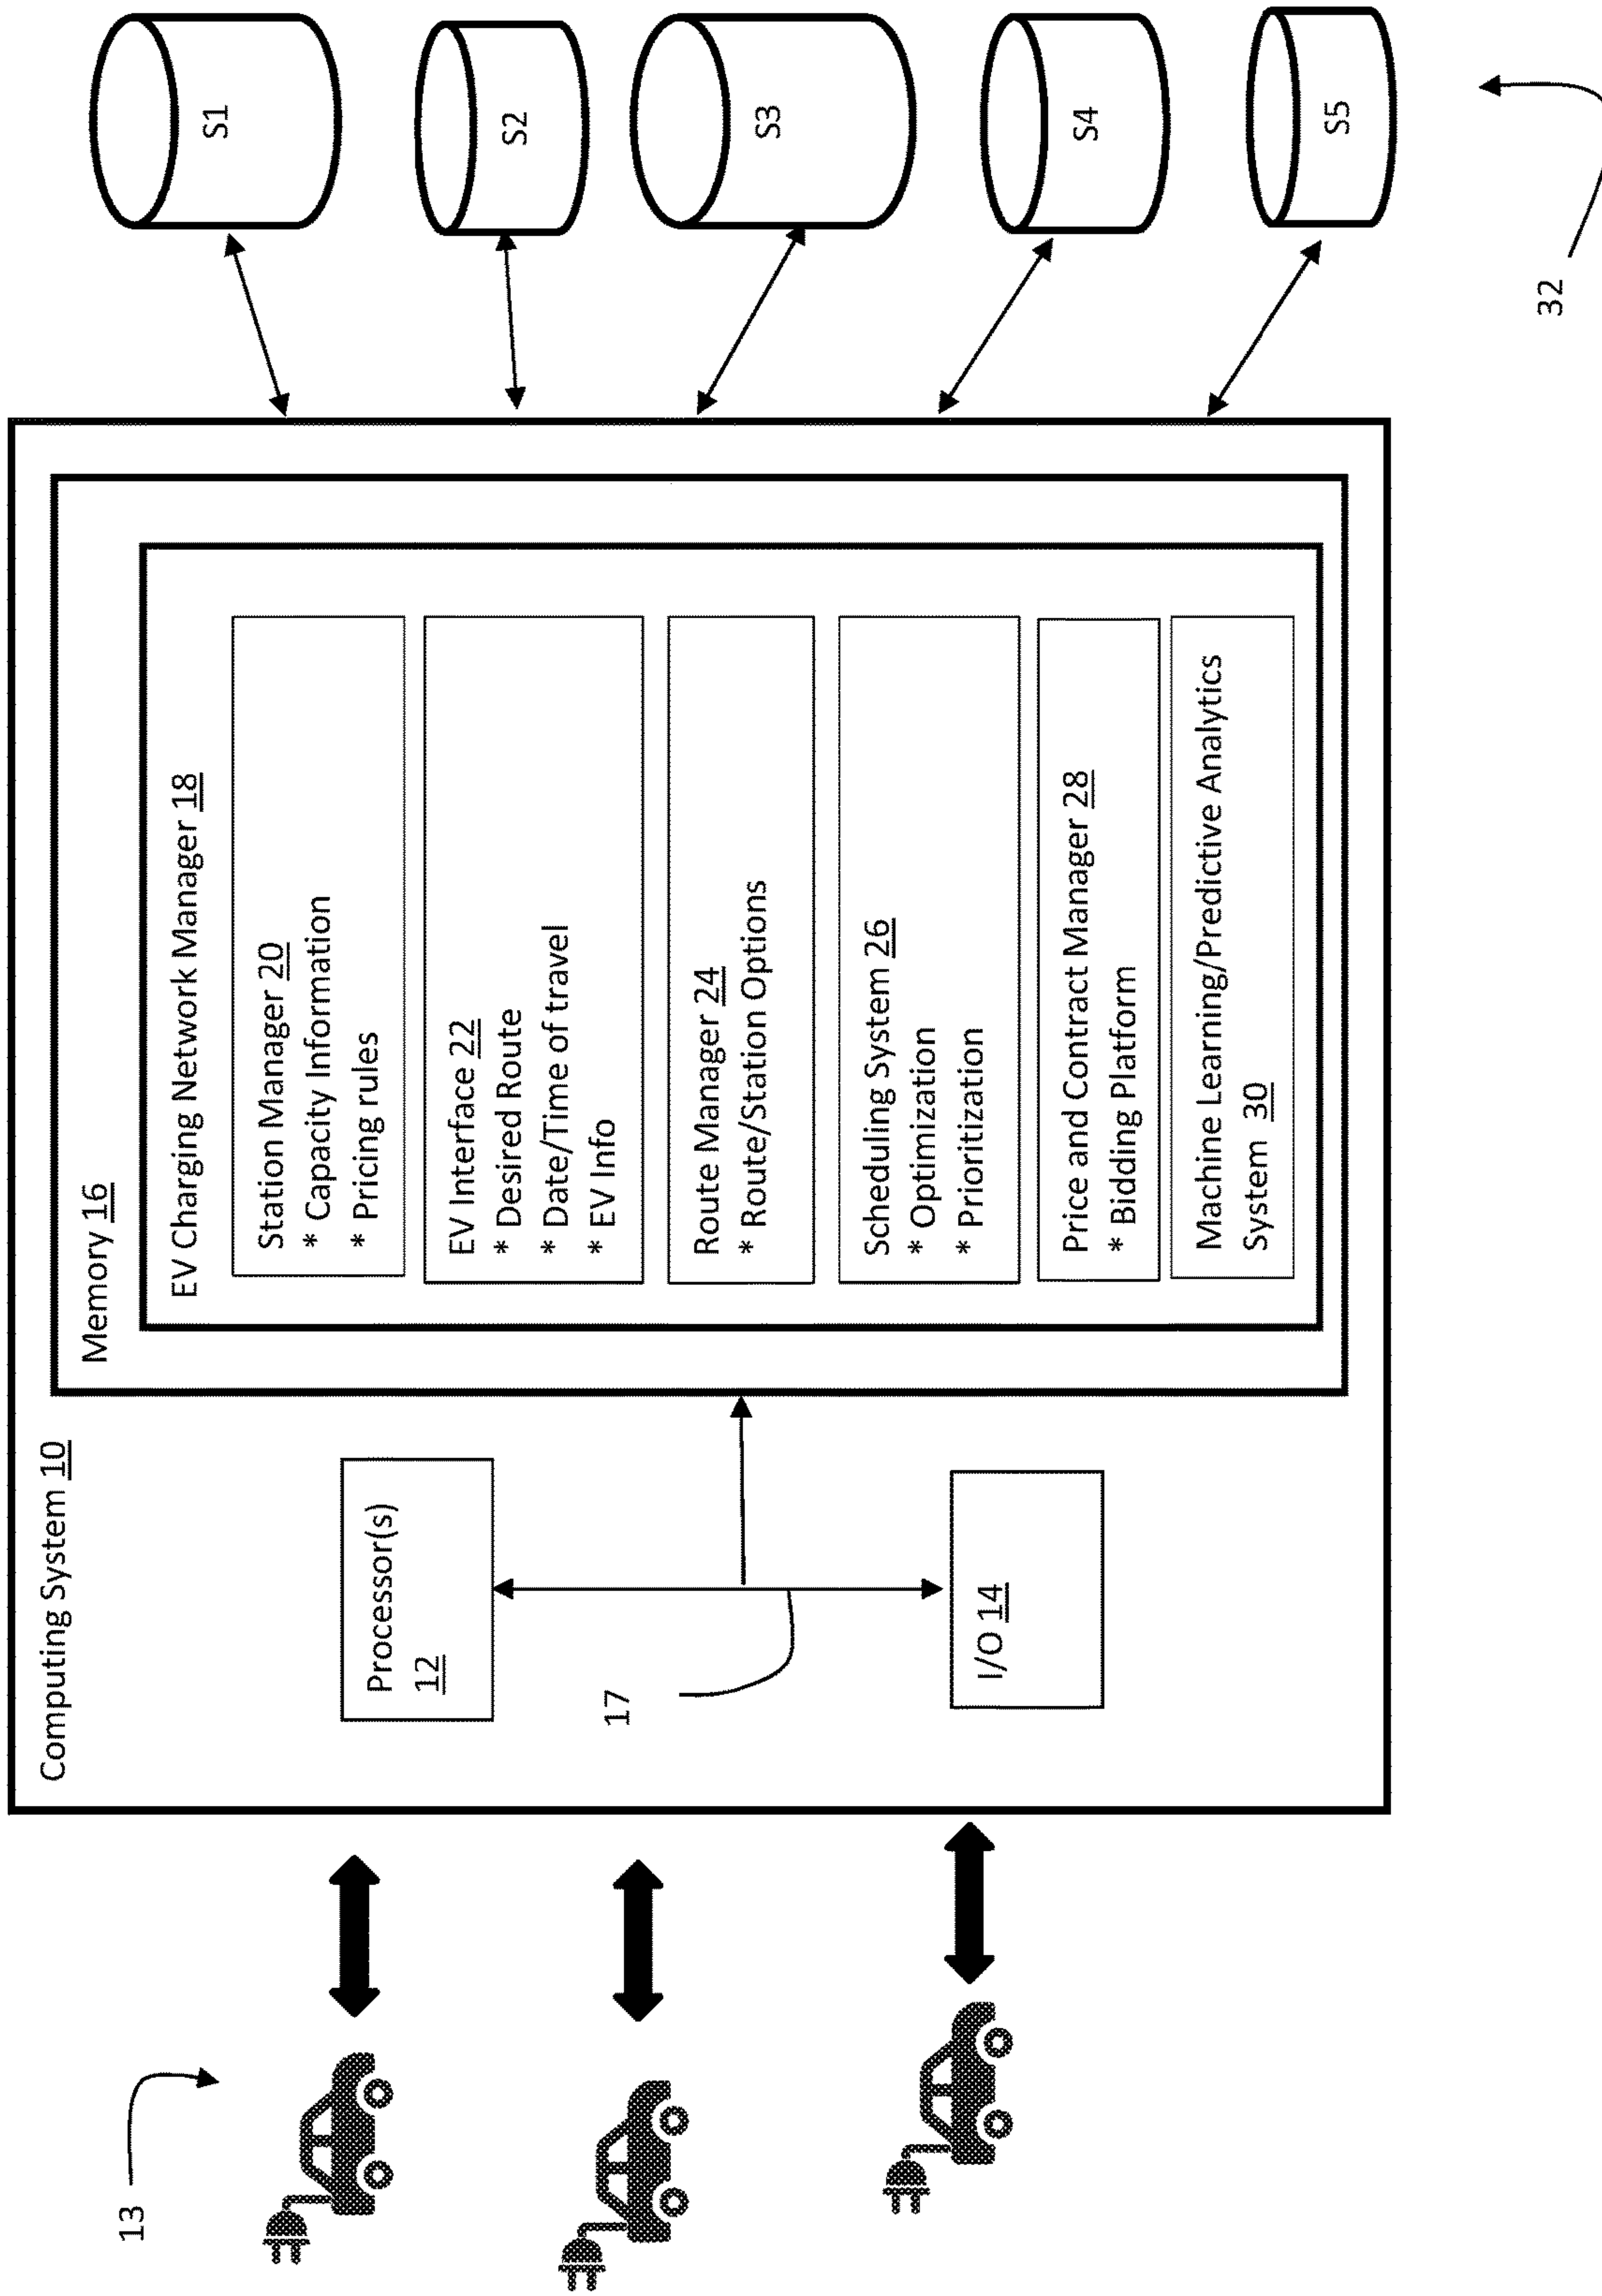 13
Computing System 10
Processor(s)
12
17
I/O 14
Memory 16
EV Charging Network Manager 18
Station Manager 20
* Capacity Information
* Pricing rules
EV Interface 22
* Desired Route
* Date/Time of travel
* EV Info
Route Manager 24
* Route/Station Options
Scheduling System 26
* Optimization
* Prioritization
Price and Contract Manager 28
* Bidding Platform
Machine Learning/Predictive Analytics
System 30
S1
S2
S3
S4
S5
32